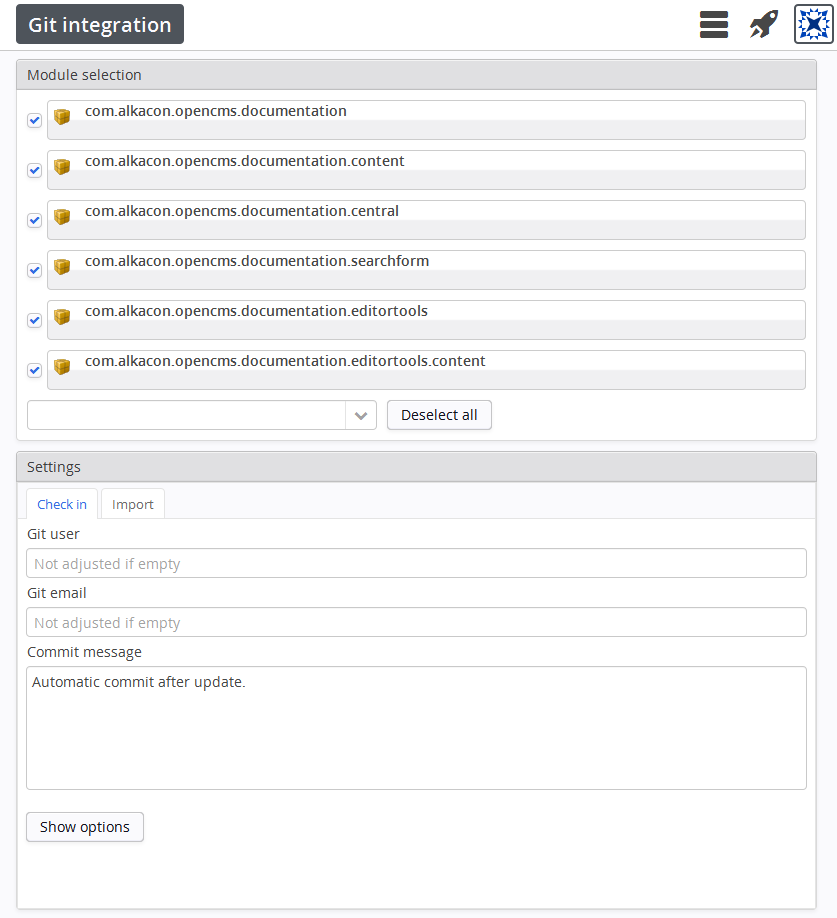 Git integration
Module selection
com.alkacon.opencms.documentation
com.alkacon.opencms.documentation.content
com.alkacon.opencms.documentation.central
com.alkacon.opencms.documentation.searchform
com.alkacon.opencms.documentation.editortools
com.alkacon.opencms.documentation.editortools.content
Deselect all
Settings
Check in Import
Git user
Not adjusted if empty
Git email
Not adjusted if empty
Commit message
Automatic commit after update.
Show options